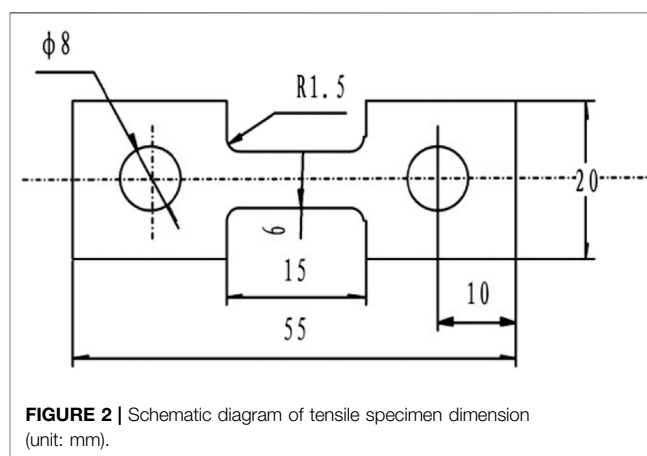 ϕ8
R1.5
20
6
15
10
55
FIGURE 2 | Schematic diagram of tensile specimen dimension
(unit: mm).